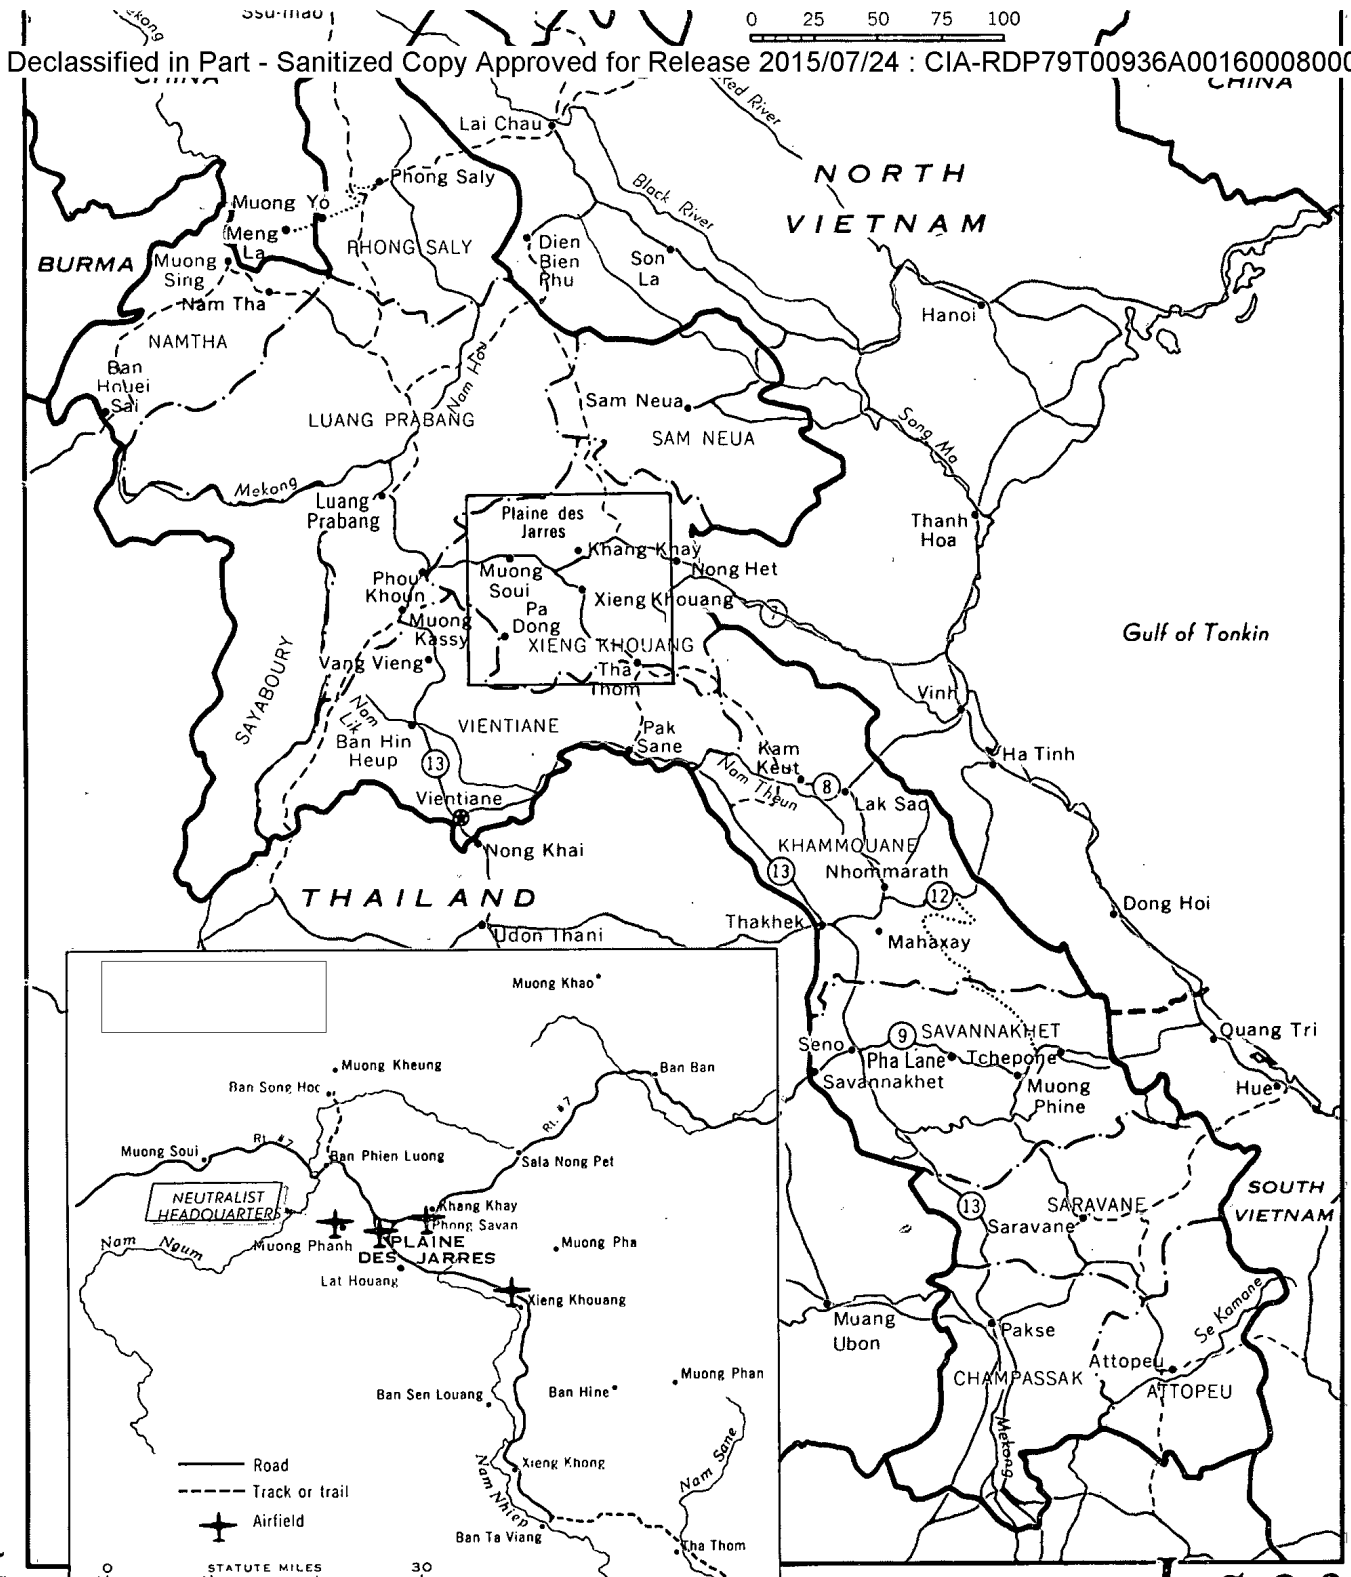 Ssu-mao
Mekong
0 25 50 75 100
Declassified in Part - Sanitized Copy Approved for Release 2015/07/24 : CIA-RDP79T00936A00160008000
CHINA
CHINA
Red River
Lai Chau
NORTH
VIETNAM
Phong Saly
Black River
Muong Yo
Meng
La
PHONG SALY
Dien
Bien
Phu
Son
La
BURMA
Muong
Sing
Nam Tha
Hanoi
NAMTHA
Nam Hou
Ban
Houei
Sai
Sam Neua
LUANG PRABANG
SAM NEUA
Song Ma
Mekong
Luang
Prabang
Plaine des
Jarres
Thanh
Hoa
Khang Khay
Nong Het
Phou
Khoun
Muong
Soui
Xieng Khouang
Pa
Dong
7
Muong
Kassy
XIENG KHOUANG
Gulf of Tonkin
SAYABOURY
Vang Vieng
Tha
Thom
Vinh
Nam
Lik
VIENTIANE
Pak
Sane
Ban Hin
Heup
Kam
Keut
Ha Tinh
13
Nam Theun
8
Lak Sao
Vientiane
KHAMMOUANE
Nong Khai
13
Nhommarath
THAILAND
12
Dong Hoi
Thakhek
Udon Thani
Mahaxay
Muong Khao
9
SAVANNAKHET
Quang Tri
Seno
Pha Lane
Tchepone
Savannakhet
Muong
Phine
Hue
Muong Kheung
Ban Ban
Ban Song Hoc
Rt. #7
Rt. #7
Muong Soui
Ban Phien Luong
Sala Nong Pet
NEUTRALIST
HEADQUARTERS
Khang Khay
Phong Savan
13
SARAVANE
Saravane
SOUTH
VIETNAM
Nam Ngum
Muong Phanh
PLAINE
DES JARRES
Muong Pha
Lat Houang
Xieng Khouang
Muang
Ubon
Pakse
Se Kamane
Attopeu
CHAMPASSAK
ATTOPEU
Muong Phan
Ban Sen Louang
Ban Hine
Mekong
Nam Sane
Xieng Khong
Nam Nhiep
Road
Track or trail
Airfield
Ban Ta Viang
Tha Thom
0 STATUTE MILES 30